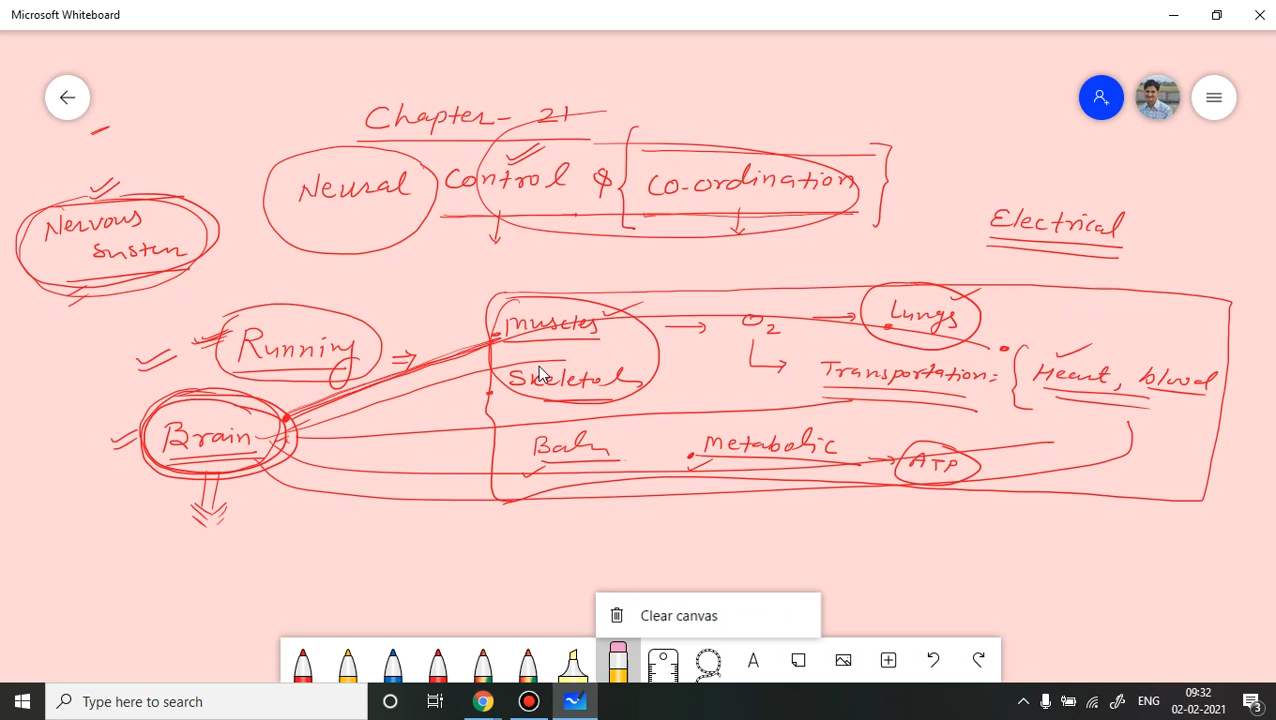 Microsoft Whiteboard
Chapter- 21
Neural Control & {Co-ordination}
Nervous
System
Electrical
Running ⇒ Muscles → O2 → Lungs
Skeletal
Transportation = { Heart, blood
Brain
Metabolic → ATP
Clear canvas
A
Type here to search
ENG
09:32
02-02-2021
3